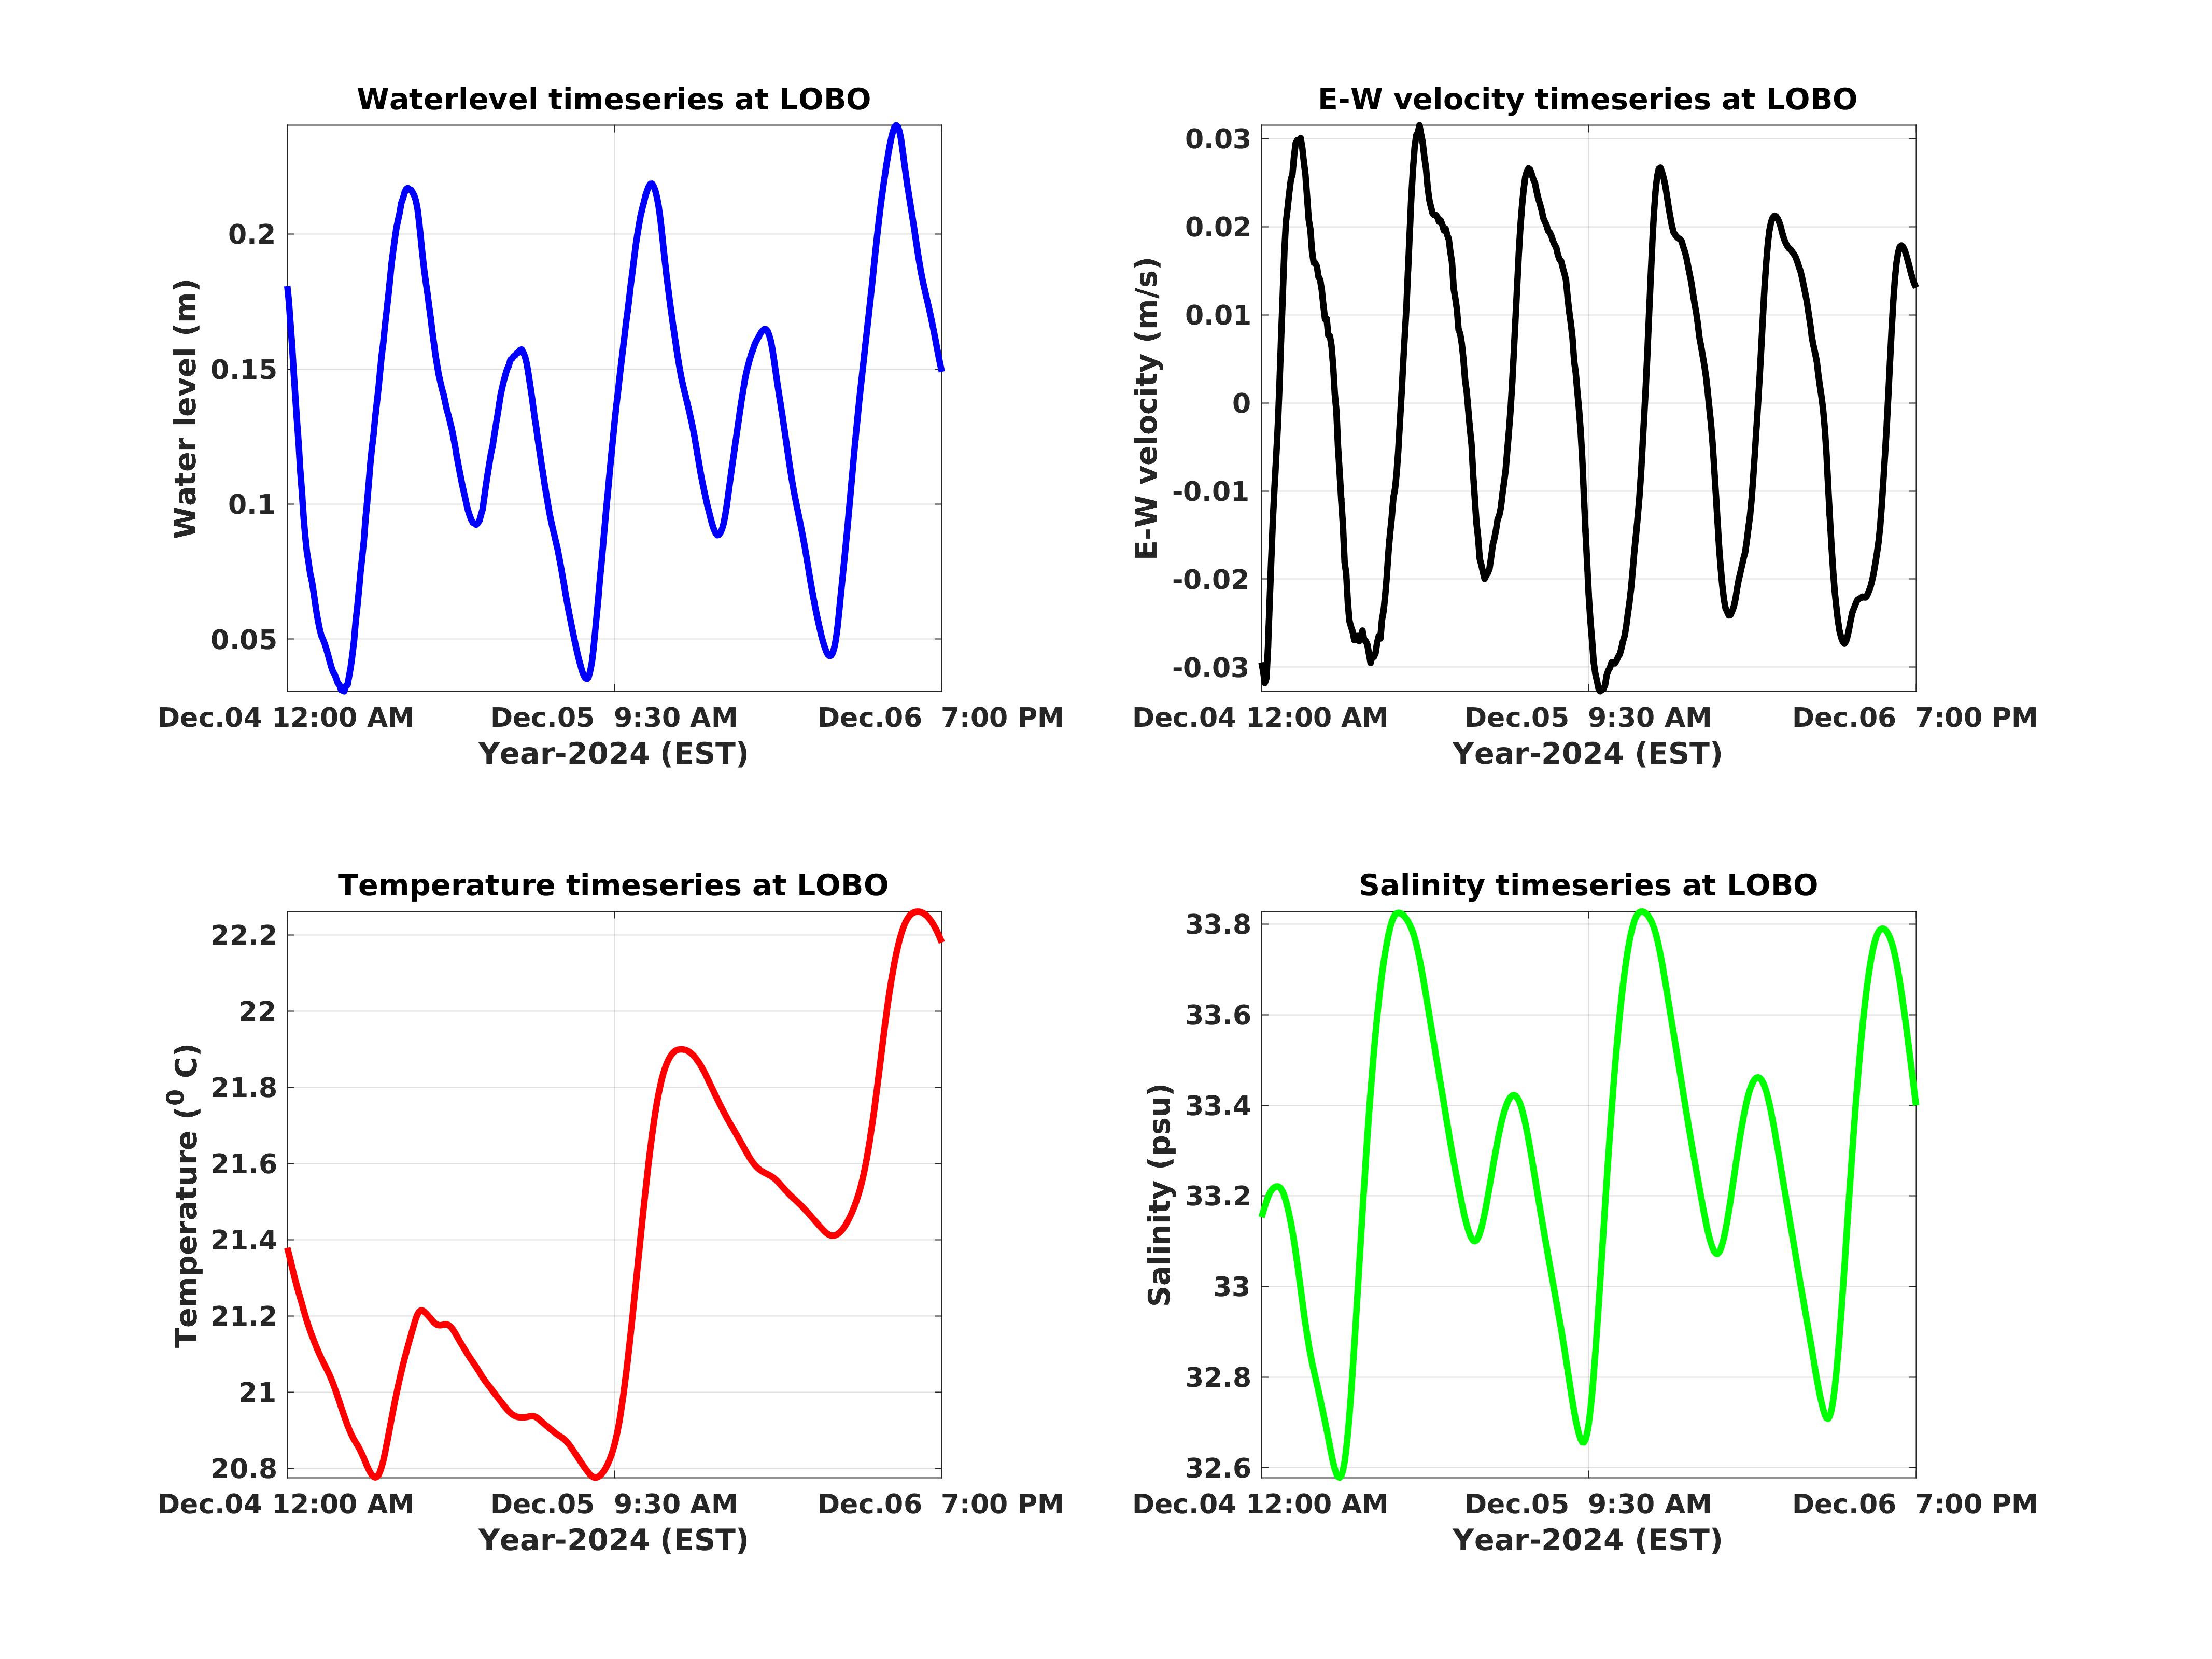 Waterlevel timeseries at LOBO
Water level (m)
0.2
0.15
0.1
0.05
Dec.04 12:00 AM
Dec.05 9:30 AM
Dec.06 7:00 PM
Year-2024 (EST)
E-W velocity timeseries at LOBO
E-W velocity (m/s)
0.03
0.02
0.01
0
-0.01
-0.02
-0.03
Dec.04 12:00 AM
Dec.05 9:30 AM
Dec.06 7:00 PM
Year-2024 (EST)
Temperature timeseries at LOBO
Temperature (⁰ C)
22.2
22
21.8
21.6
21.4
21.2
21
20.8
Dec.04 12:00 AM
Dec.05 9:30 AM
Dec.06 7:00 PM
Year-2024 (EST)
Salinity timeseries at LOBO
Salinity (psu)
33.8
33.6
33.4
33.2
33
32.8
32.6
Dec.04 12:00 AM
Dec.05 9:30 AM
Dec.06 7:00 PM
Year-2024 (EST)